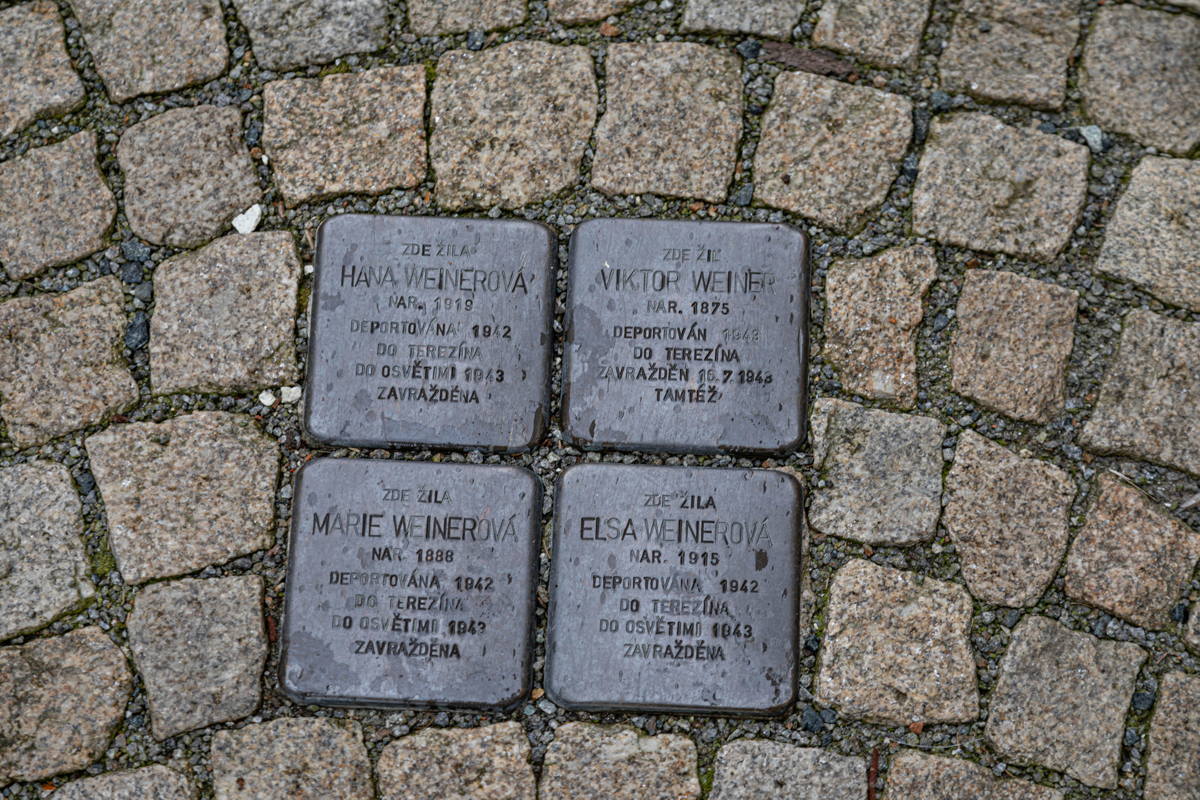 ZDE ŽILA
HANA WEINEROVÁ
NAR. 1919
DEPORTOVÁNA 1942
DO TEREZÍNA
DO OSVĚTIMI 1943
ZAVRAŽDĚNA
ZDE ŽIL
VIKTOR WEINER
NAR. 1875
DEPORTOVÁN 1943
DO TEREZÍNA
ZAVRAŽDĚN 15.7.1943
TAMTÉŽ
ZDE ŽILA
MARIE WEINEROVÁ
NAR. 1888
DEPORTOVÁNA 1942
DO TEREZÍNA
DO OSVĚTIMI 1943
ZAVRAŽDĚNA
ZDE ŽILA
ELSA WEINEROVÁ
NAR. 1915
DEPORTOVÁNA 1942
DO TEREZÍNA
DO OSVĚTIMI 1943
ZAVRAŽDĚNA